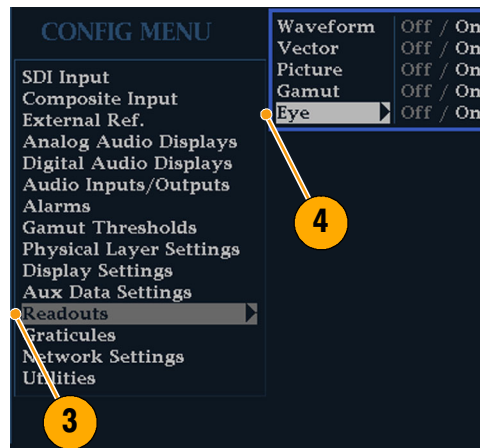 CONFIG MENU
SDI Input
Composite Input
External Ref.
Analog Audio Displays
Digital Audio Displays
Audio Inputs/Outputs
Alarms
Gamut Thresholds
Physical Layer Settings
Display Settings
Aux Data Settings
Readouts
Graticules
Network Settings
Utilities
3
Waveform Off / On
Vector Off / On
Picture Off / On
Gamut Off / On
Eye Off / On
4